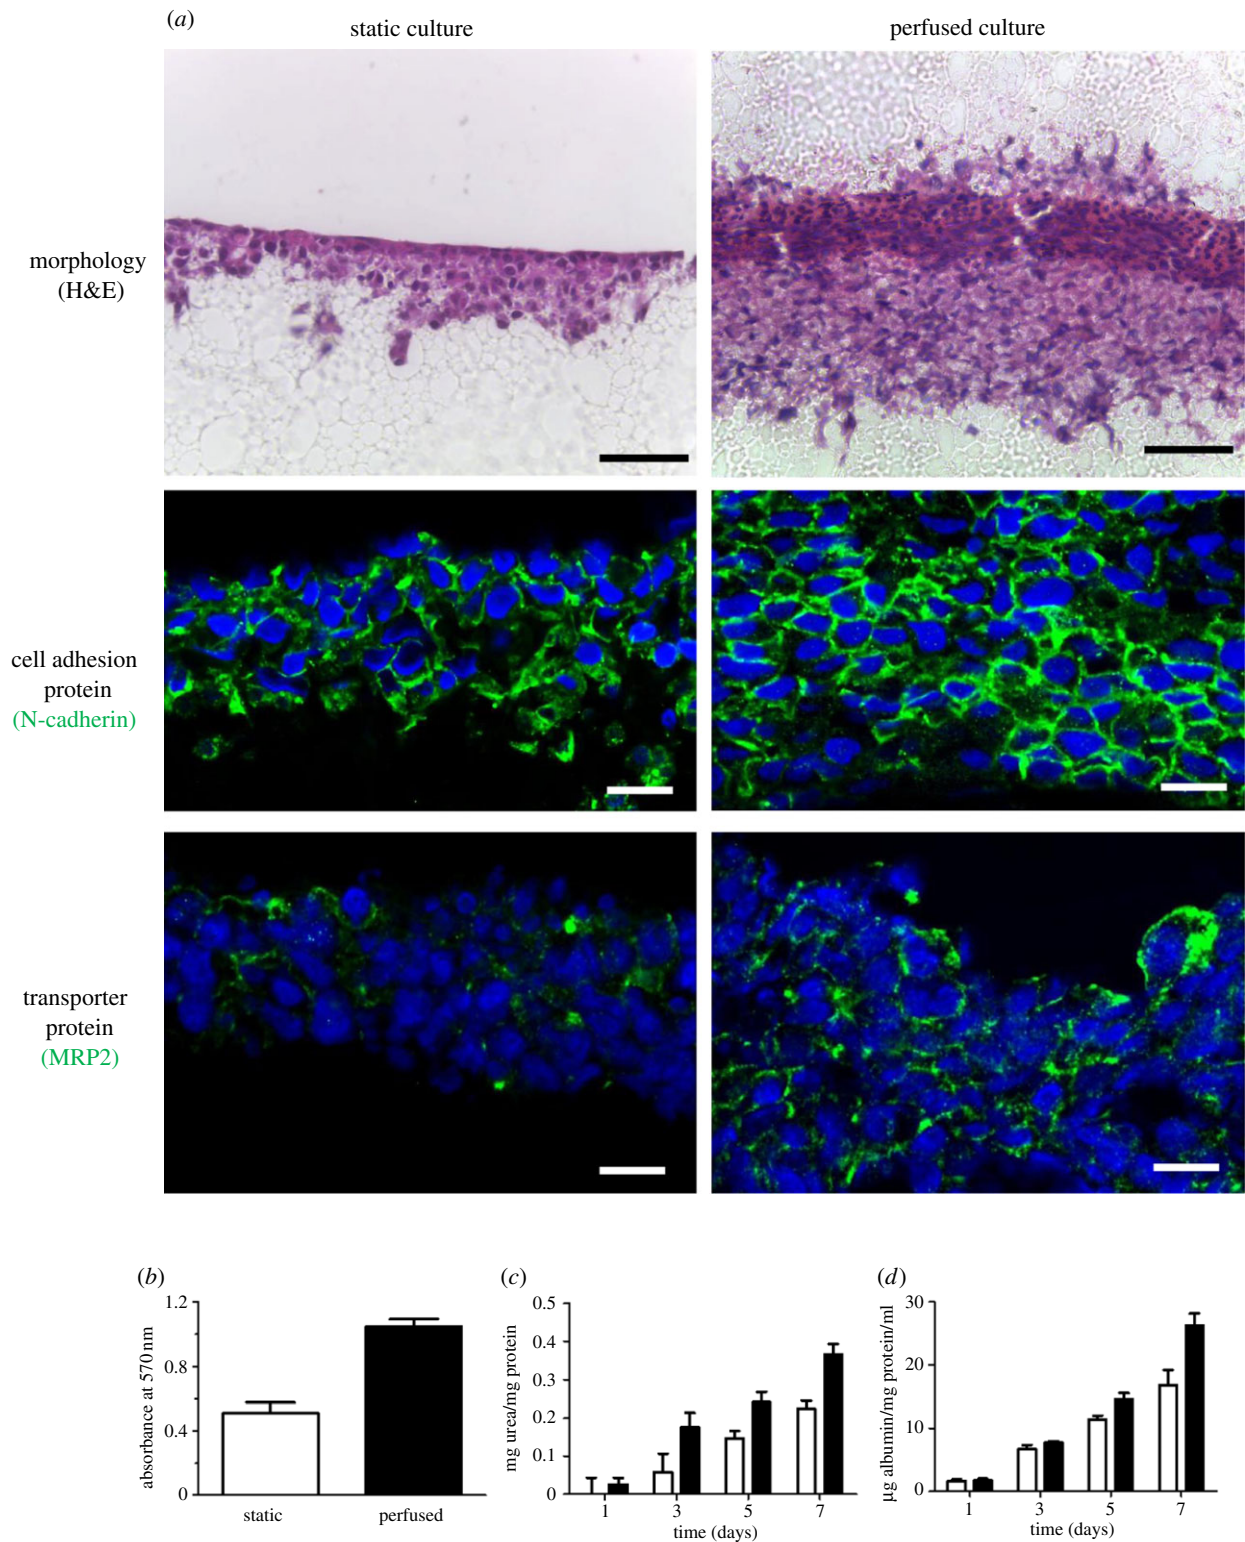 (a)
static culture
perfused culture
morphology
(H&E)
cell adhesion
protein
(N-cadherin)
transporter
protein
(MRP2)
(b)
absorbance at 570 nm
1.2
0.8
0.4
0
static
perfused
(c)
mg urea/mg protein
0.5
0.4
0.3
0.2
0.1
0
1
3
5
7
time (days)
(d)
µg albumin/mg protein/ml
30
20
10
0
1
3
5
7
time (days)